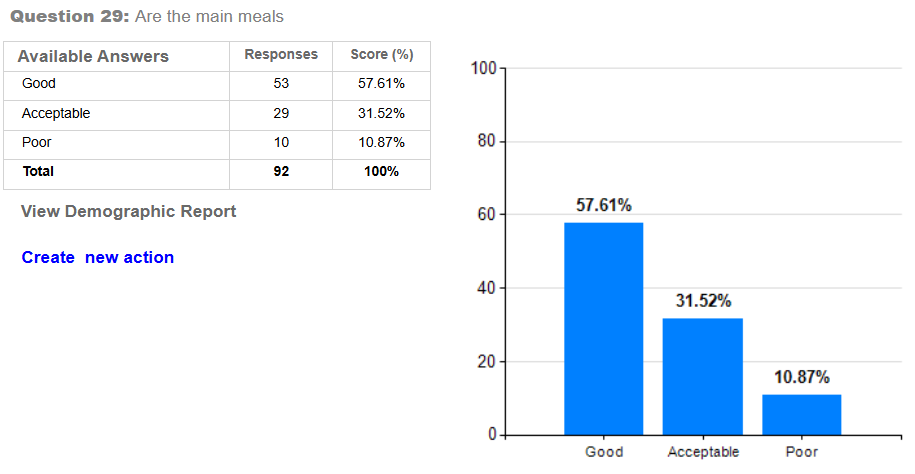 Question 29: Are the main meals
Available Answers Responses Score (%)
Good 53 57.61%
Acceptable 29 31.52%
Poor 10 10.87%
Total 92 100%
View Demographic Report
Create new action
100
80
60
40
20
0
57.61%
31.52%
10.87%
Good Acceptable Poor